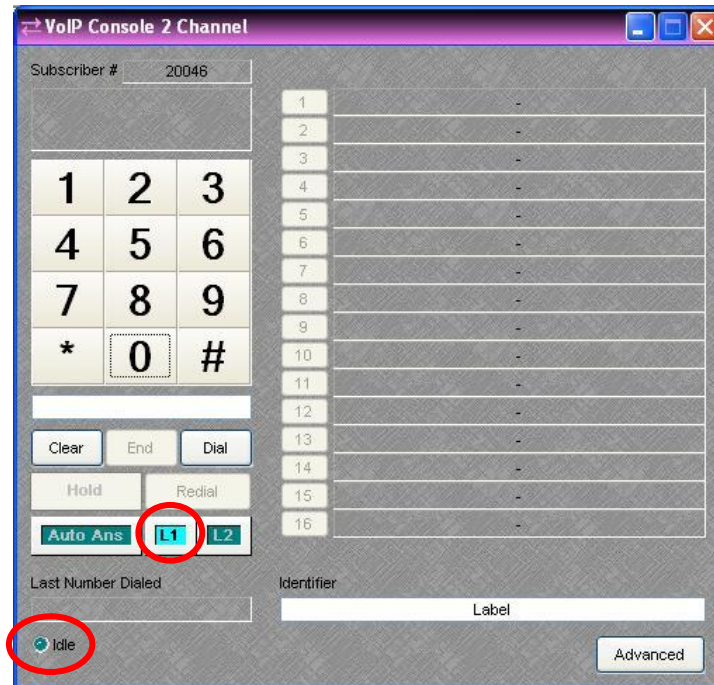 VoIP Console 2 Channel
Subscriber # 20046
1 2 3
4 5 6
7 8 9
* 0 #
Clear End Dial
Hold Redial
Auto Ans L1 L2
Last Number Dialed
Idle
1 -
2 -
3 -
4 -
5 -
6 -
7 -
8 -
9 -
10 -
11 -
12 -
13 -
14 -
15 -
16 -
Identifier
Label
Advanced